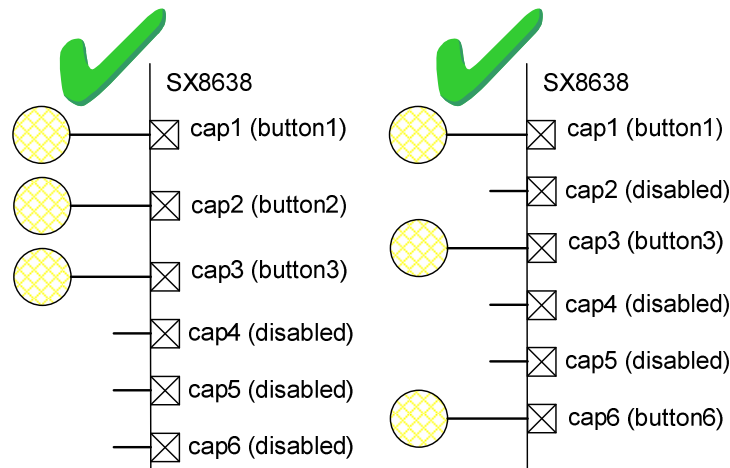 SX8638
cap1 (button1)
cap2 (button2)
cap3 (button3)
cap4 (disabled)
cap5 (disabled)
cap6 (disabled)
SX8638
cap1 (button1)
cap2 (disabled)
cap3 (button3)
cap4 (disabled)
cap5 (disabled)
cap6 (button6)